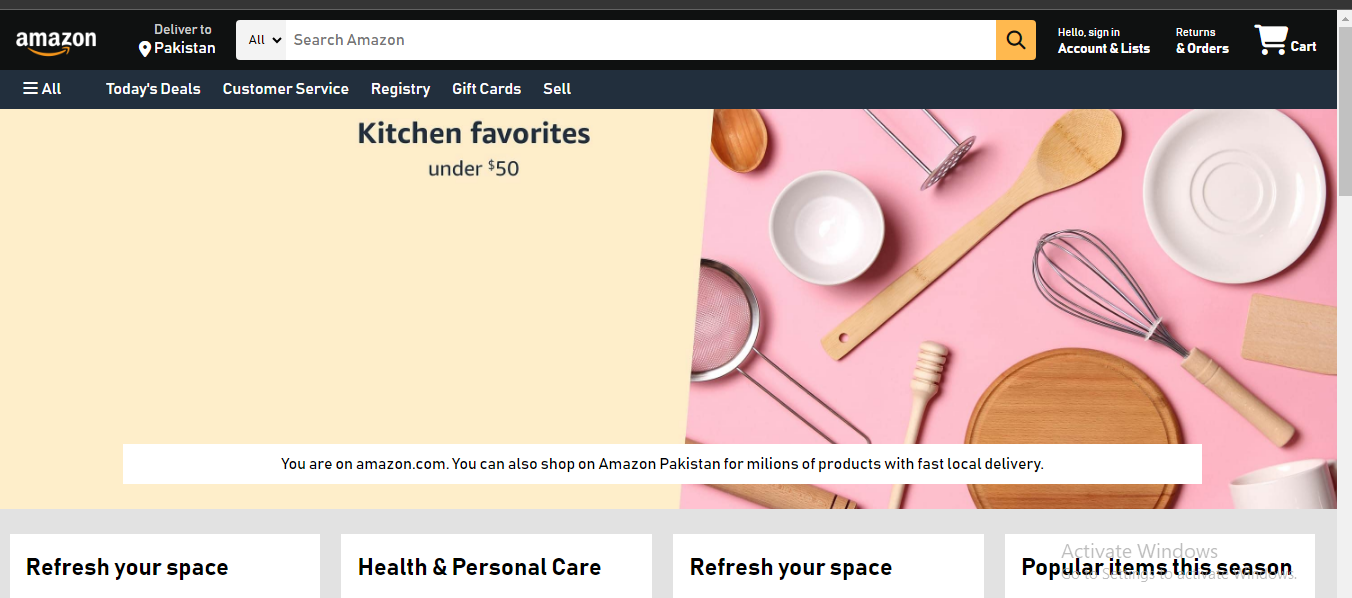 amazon
Deliver to
Pakistan
All
Search Amazon
Hello, sign in
Account & Lists
Returns
& Orders
Cart
All
Today's Deals
Customer Service
Registry
Gift Cards
Sell
Kitchen favorites
under $50
You are on amazon.com. You can also shop on Amazon Pakistan for milions of products with fast local delivery.
Refresh your space
Health & Personal Care
Refresh your space
Popular items this season
Activate Windows
Go to Settings to activate Windows.